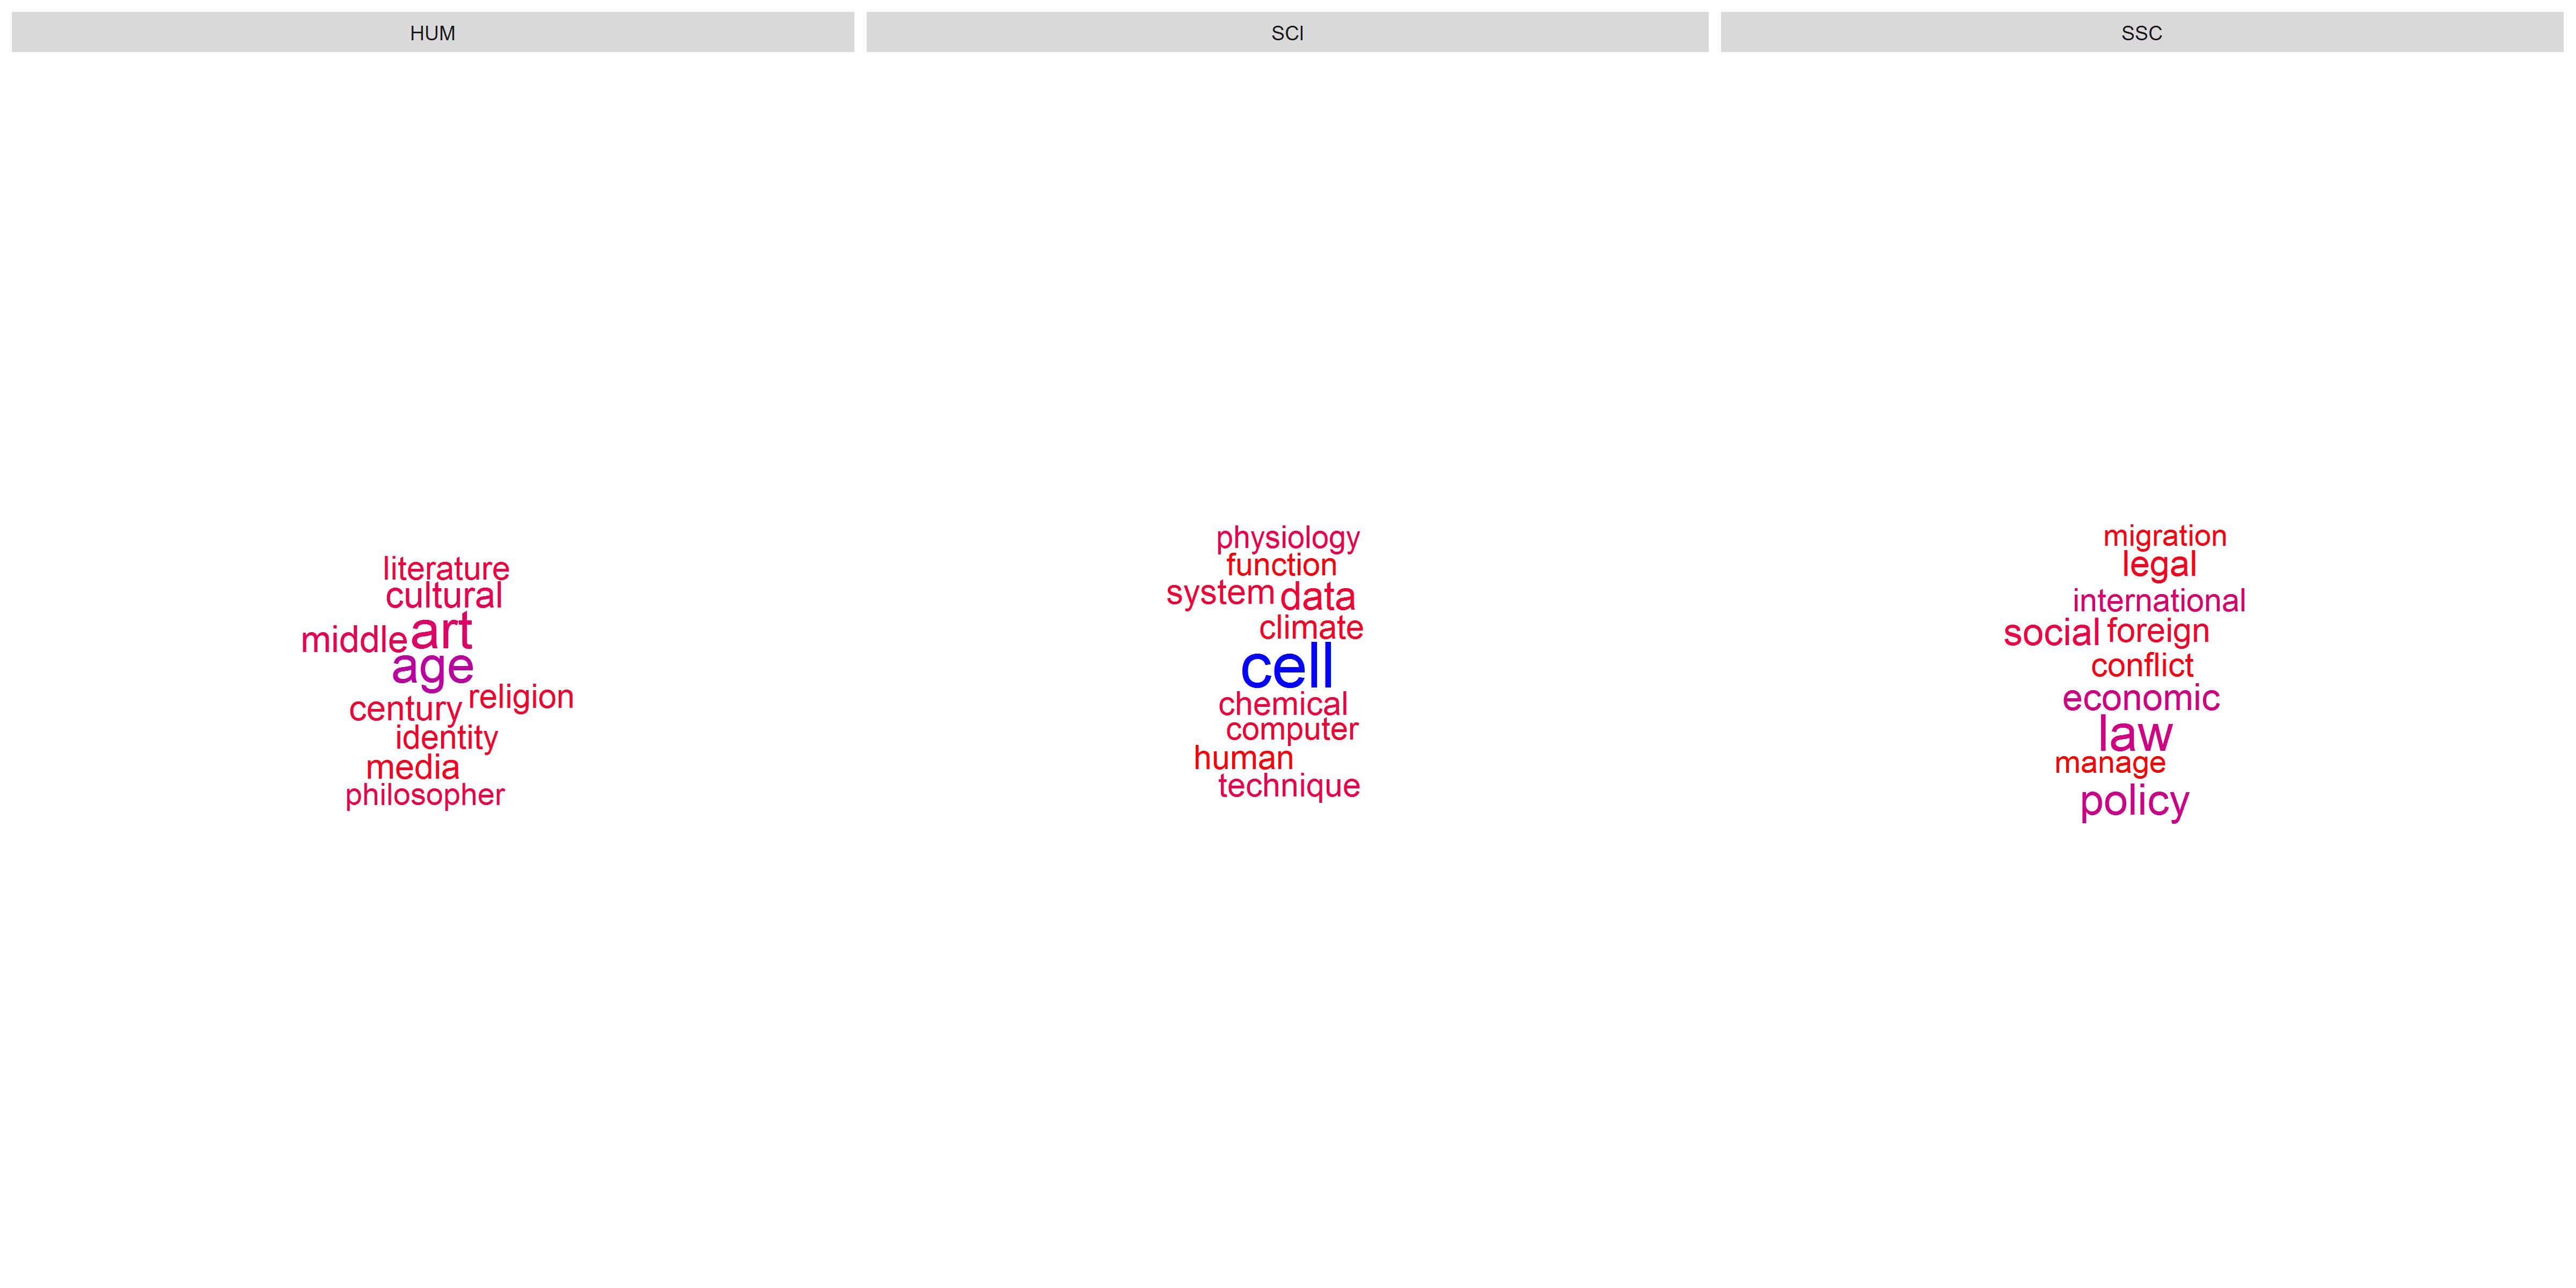 HUM
SCI
SSC
literature
cultural
middle art
age
religion
century
identity
media
philosopher
physiology
function
system data
climate
cell
chemical
computer
human
technique
migration
legal
international
social foreign
conflict
economic
law
manage
policy